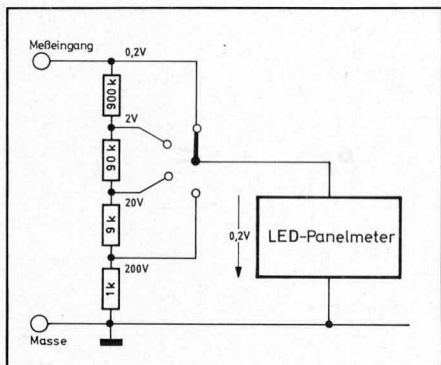 Meßeingang
0,2V
900k
2V
90k
20V
9k
200V
1k
0,2V
LED-Panelmeter
Masse